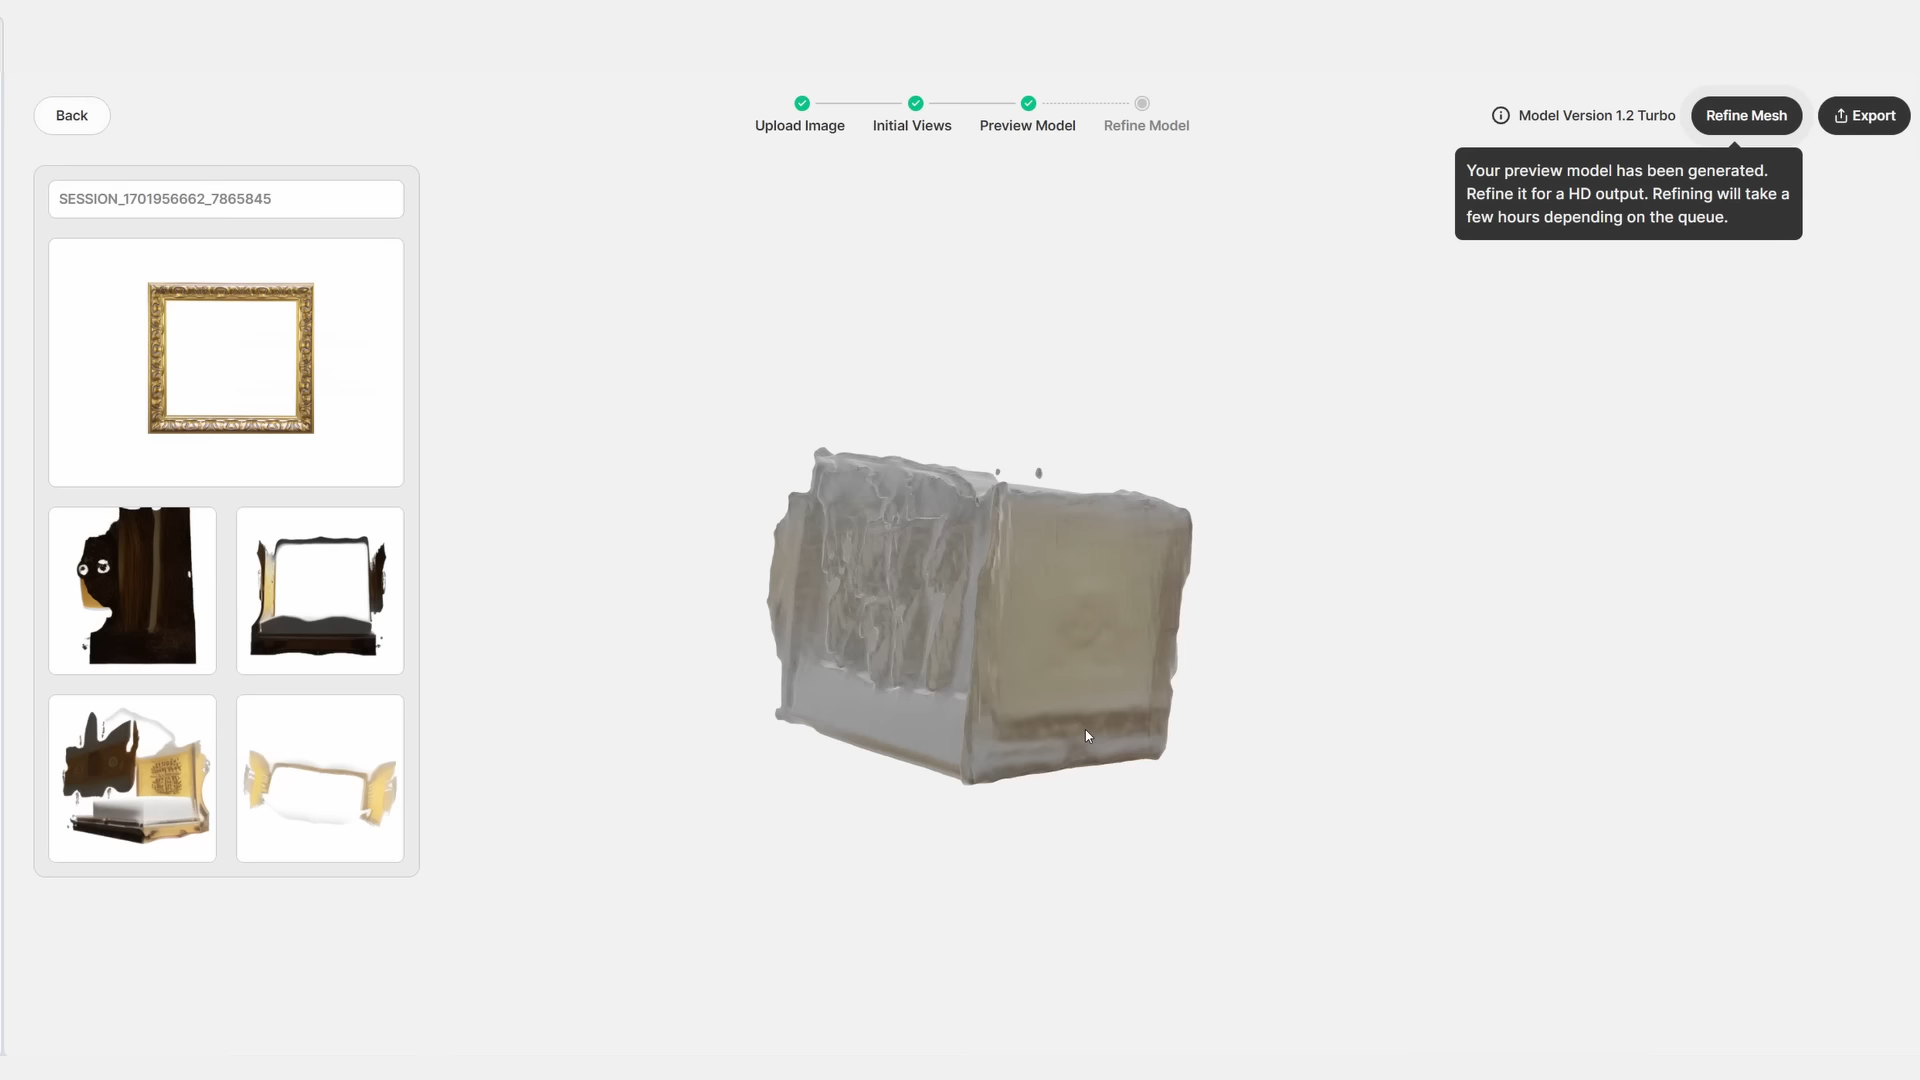 Back
Upload Image
Initial Views
Preview Model
Refine Model
Model Version 1.2 Turbo
Refine Mesh
Export
Your preview model has been generated.
Refine it for a HD output. Refining will take a
few hours depending on the queue.
SESSION_1701956662_7865845